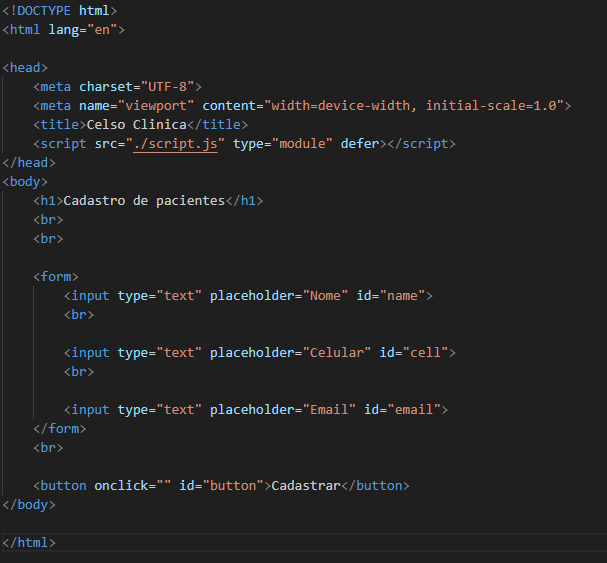 <!DOCTYPE html>
<html lang="en">
<head>
<meta charset="UTF-8">
<meta name="viewport" content="width=device-width, initial-scale=1.0">
<title>Celso Clinica</title>
<script src="./script.js" type="module" defer></script>
</head>
<body>
<h1>Cadastro de pacientes</h1>
<br>
<br>
<form>
<input type="text" placeholder="Nome" id="name">
<br>
<input type="text" placeholder="Celular" id="cell">
<br>
<input type="text" placeholder="Email" id="email">
</form>
<br>
<button onclick="" id="button">Cadastrar</button>
</body>
</html>